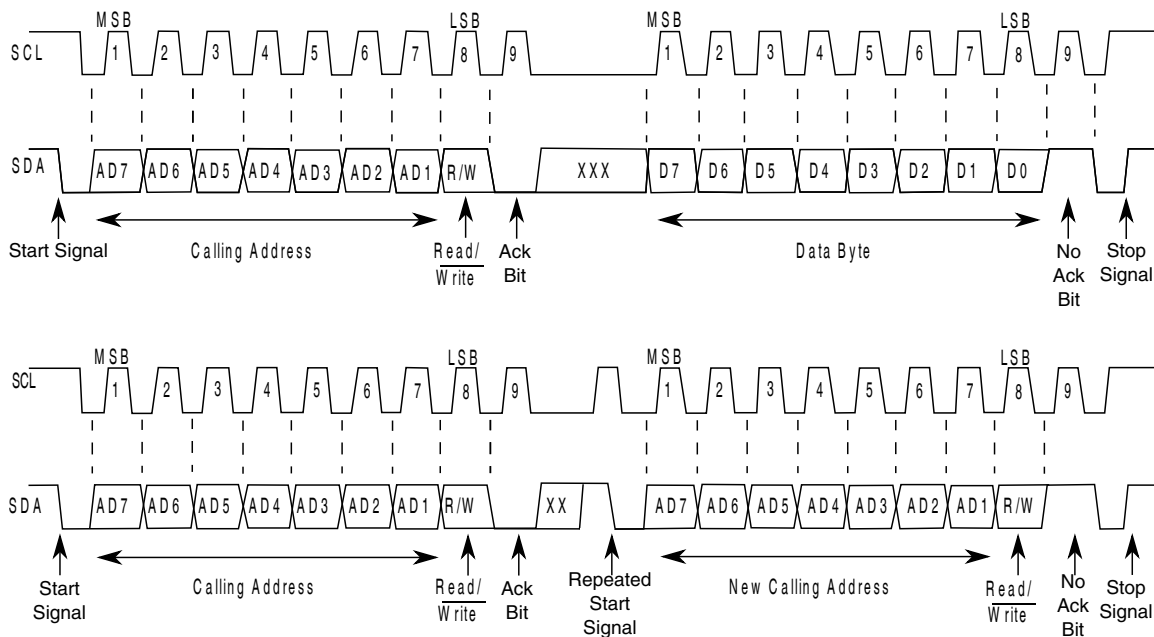 MSB LSB MSB LSB
SCL 1 2 3 4 5 6 7 8 9 1 2 3 4 5 6 7 8 9
SDA AD7 AD6 AD5 AD4 AD3 AD2 AD1 R/W XXX D7 D6 D5 D4 D3 D2 D1 D0
Start Signal Calling Address Read/ Ack Data Byte No Stop
Write Bit Ack Signal
Bit
MSB LSB MSB LSB
SCL 1 2 3 4 5 6 7 8 9 1 2 3 4 5 6 7 8 9
SDA AD7 AD6 AD5 AD4 AD3 AD2 AD1 R/W XX AD7 AD6 AD5 AD4 AD3 AD2 AD1 R/W
Start Calling Address Read/ Ack Repeated New Calling Address Read/ No Stop
Signal Write Bit Start Write Ack Signal
Signal Bit